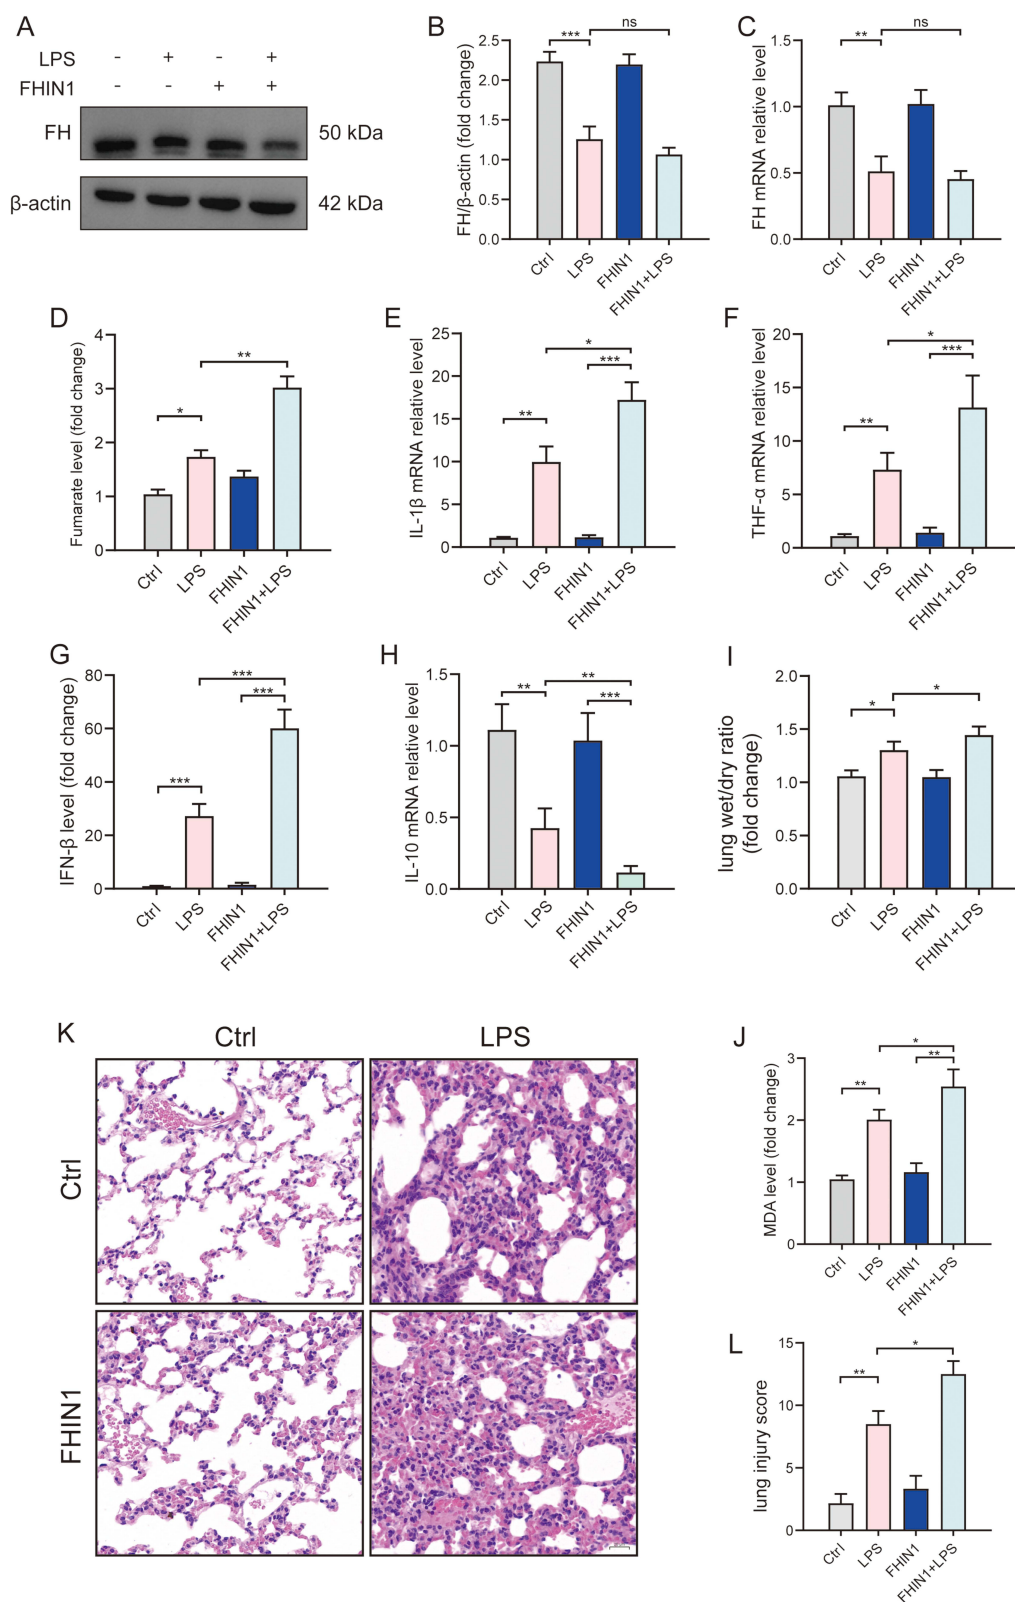 A
LPS - + - +
FHIN1 - - + +
FH 50 kDa
β-actin 42 kDa
B
FH/β-actin (fold change)
2.5
2.0
1.5
1.0
0.5
0.0
***
ns
Ctrl
LPS
FHIN1
FHIN1+LPS
C
FH mRNA relative level
1.5
1.0
0.5
0.0
**
ns
Ctrl
LPS
FHIN1
FHIN1+LPS
D
Fumarate level (fold change)
4
3
2
1
0
*
**
Ctrl
LPS
FHIN1
FHIN1+LPS
E
IL-1β mRNA relative level
25
20
15
10
5
0
**
*
***
Ctrl
LPS
FHIN1
FHIN1+LPS
F
THF-α mRNA relative level
20
15
10
5
0
**
*
***
Ctrl
LPS
FHIN1
FHIN1+LPS
G
IFN-β level (fold change)
80
60
40
20
0
***
***
***
Ctrl
LPS
FHIN1
FHIN1+LPS
H
IL-10 mRNA relative level
1.5
1.0
0.5
0.0
**
**
***
Ctrl
LPS
FHIN1
FHIN1+LPS
I
lung wet/dry ratio
(fold change)
2.0
1.5
1.0
0.5
0.0
*
*
Ctrl
LPS
FHIN1
FHIN1+LPS
K
Ctrl LPS
Ctrl
FHIN1
J
MDA level (fold change)
3
2
1
0
**
*
**
Ctrl
LPS
FHIN1
FHIN1+LPS
L
lung injury score
15
10
5
0
**
*
Ctrl
LPS
FHIN1
FHIN1+LPS